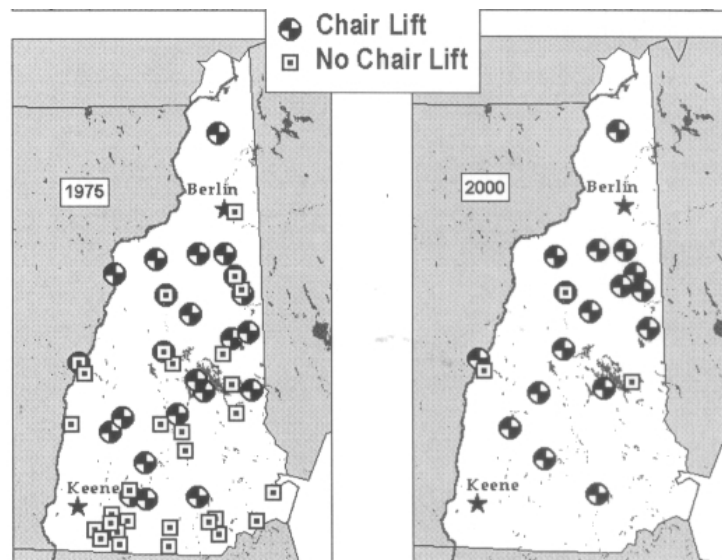 Chair Lift
No Chair Lift
1975
Berlin
Keene
2000
Berlin
Keene